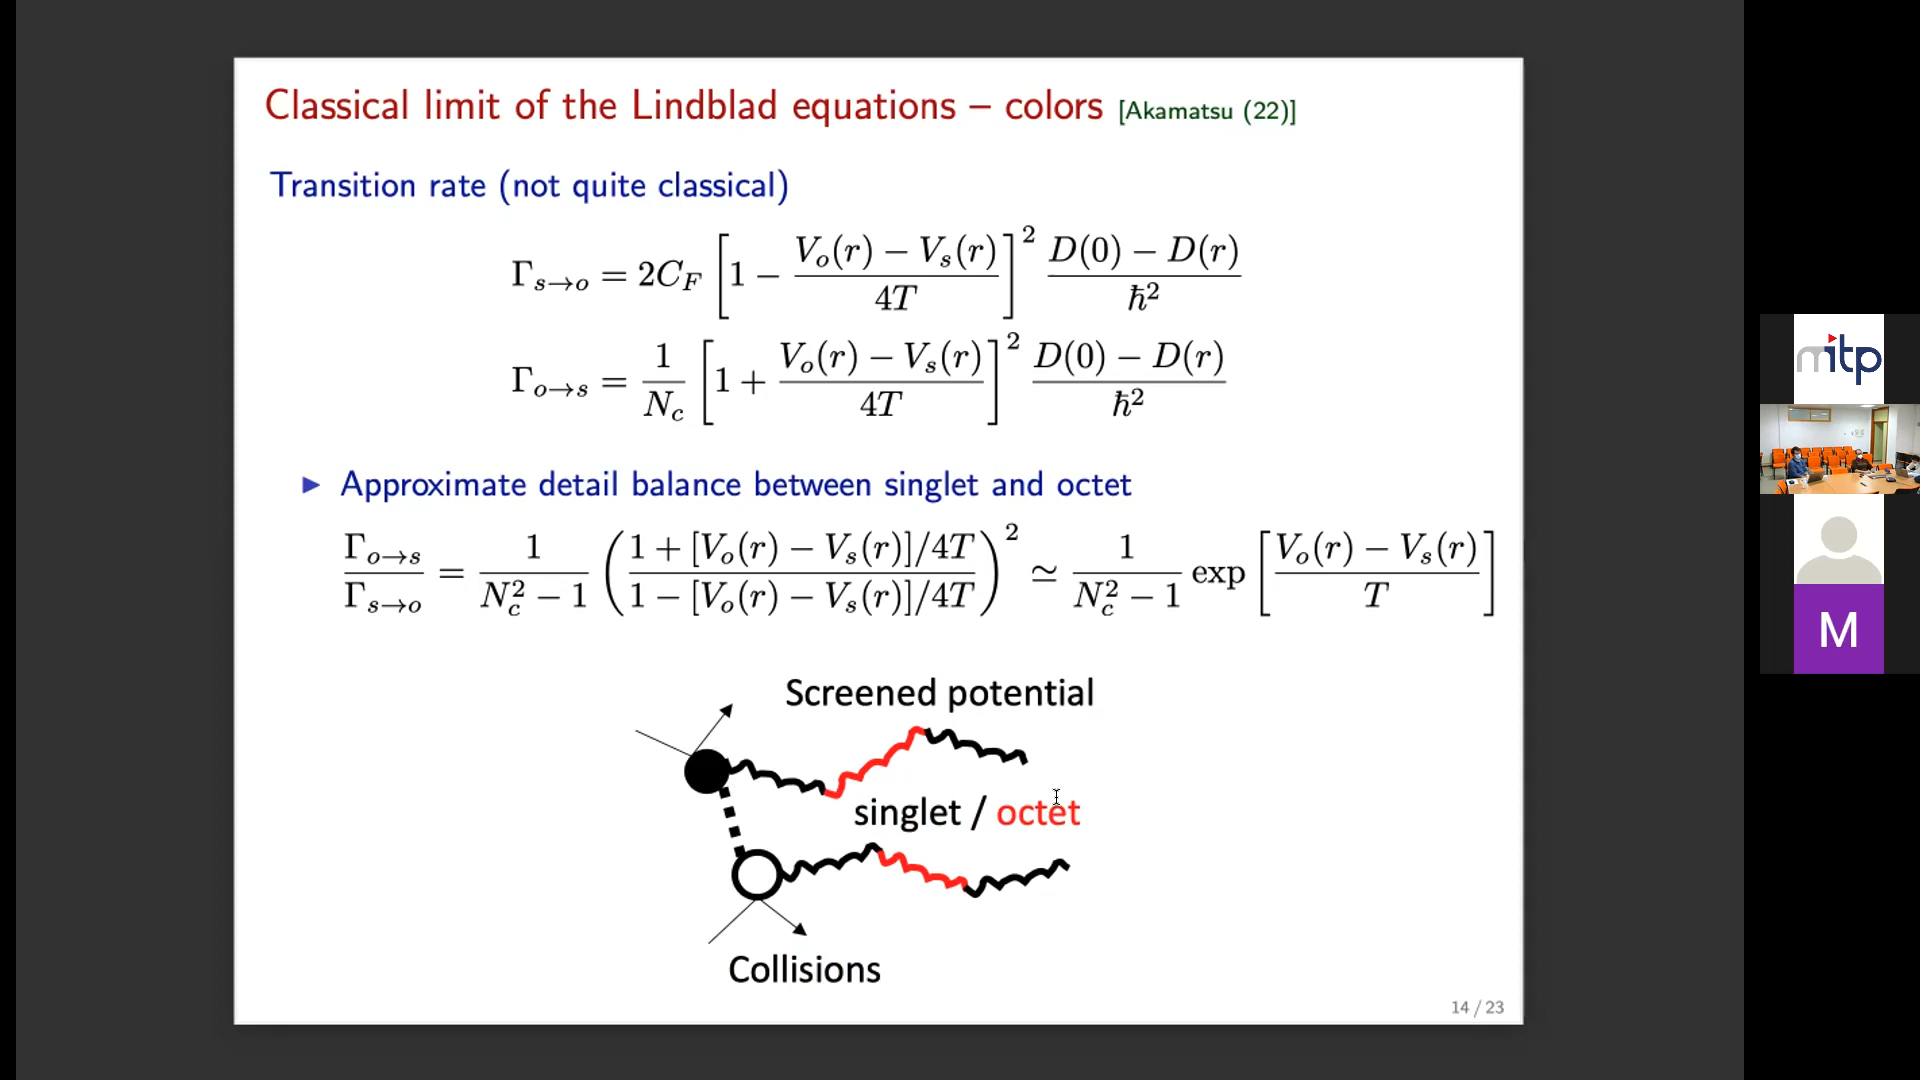 Classical limit of the Lindblad equations – colors [Akamatsu (22)]
Transition rate (not quite classical)
Γ_{s→o} = 2C_F [1 − (V_o(r) − V_s(r))/4T]^2 (D(0) − D(r))/ħ^2
Γ_{o→s} = 1/N_c [1 + (V_o(r) − V_s(r))/4T]^2 (D(0) − D(r))/ħ^2
▶ Approximate detail balance between singlet and octet
Γ_{o→s}/Γ_{s→o} = 1/(N_c^2 − 1) ((1 + [V_o(r) − V_s(r)]/4T)/(1 − [V_o(r) − V_s(r)]/4T))^2 ≃ 1/(N_c^2 − 1) exp [(V_o(r) − V_s(r))/T]
Screened potential
singlet / octet
Collisions
14 / 23
mitp
M